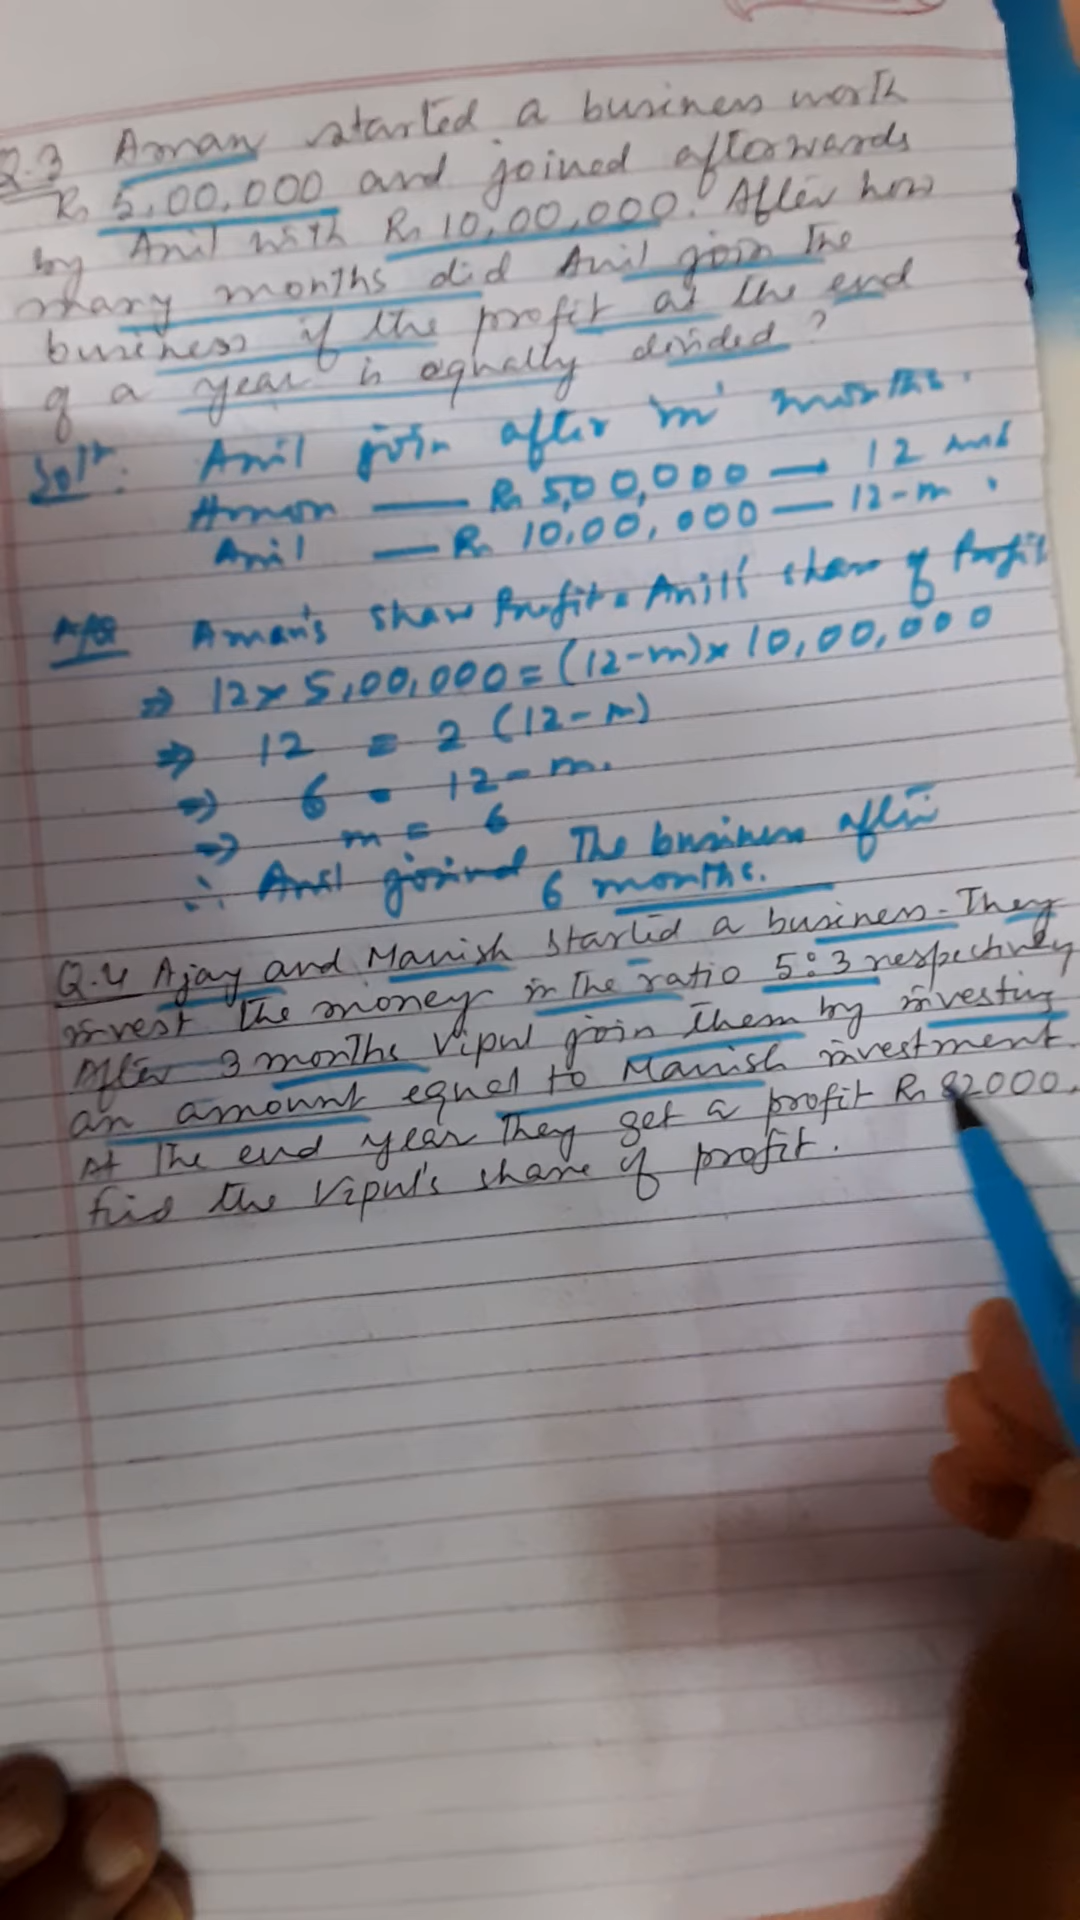 Q.3 Aman started a business worth
Rs 5,00,000 and joined afterwards
by Anil with Rs 10,00,000. After how
many months did Anil join the
business if the profit at the end
of a year is equally divided?
Soln: Anil join after 'm' months.
Aman — Rs 5,00,000 — 12
Anil — Rs 10,00,000 — 12-m
Aman's share Profit = Anil's share of Profit
⇒ 12 × 5,00,000 = (12-m) × 10,00,000
⇒ 12 = 2 (12-m)
⇒ 6 = 12-m.
⇒ m = 6
∴ Anil joined The business after
6 months.
Q.4 Ajay and Manish started a business. They
invest the money in the ratio 5:3 respectively
After 3 months Vipul join them by investing
an amount equal to Manish investment.
At the end year They get a profit Rs 82000.
find the Vipul's share of profit.